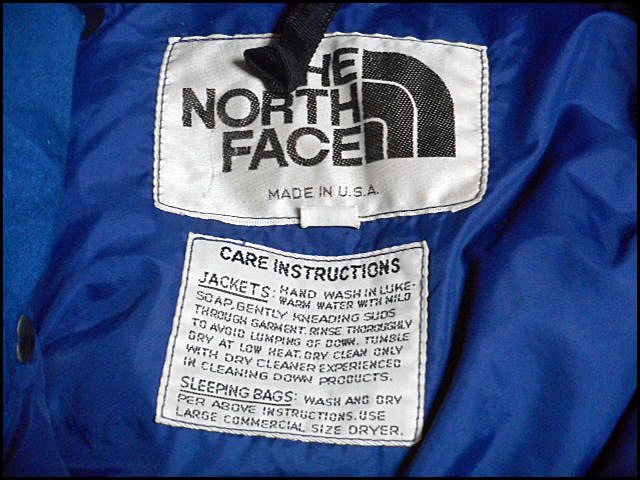 THE
NORTH
FACE
MADE IN U.S.A.
CARE INSTRUCTIONS
JACKETS: HAND WASH IN LUKE-
WARM WATER WITH MILD
SOAP, GENTLY KNEADING SUDS
THROUGH GARMENT. RINSE THOROUGHLY
TO AVOID LUMPING OF DOWN. TUMBLE
DRY AT LOW HEAT. DRY CLEAN ONLY
WITH DRY CLEANER EXPERIENCED
IN CLEANING DOWN PRODUCTS.
SLEEPING BAGS: WASH AND DRY
PER ABOVE INSTRUCTIONS. USE
LARGE COMMERCIAL SIZE DRYER.